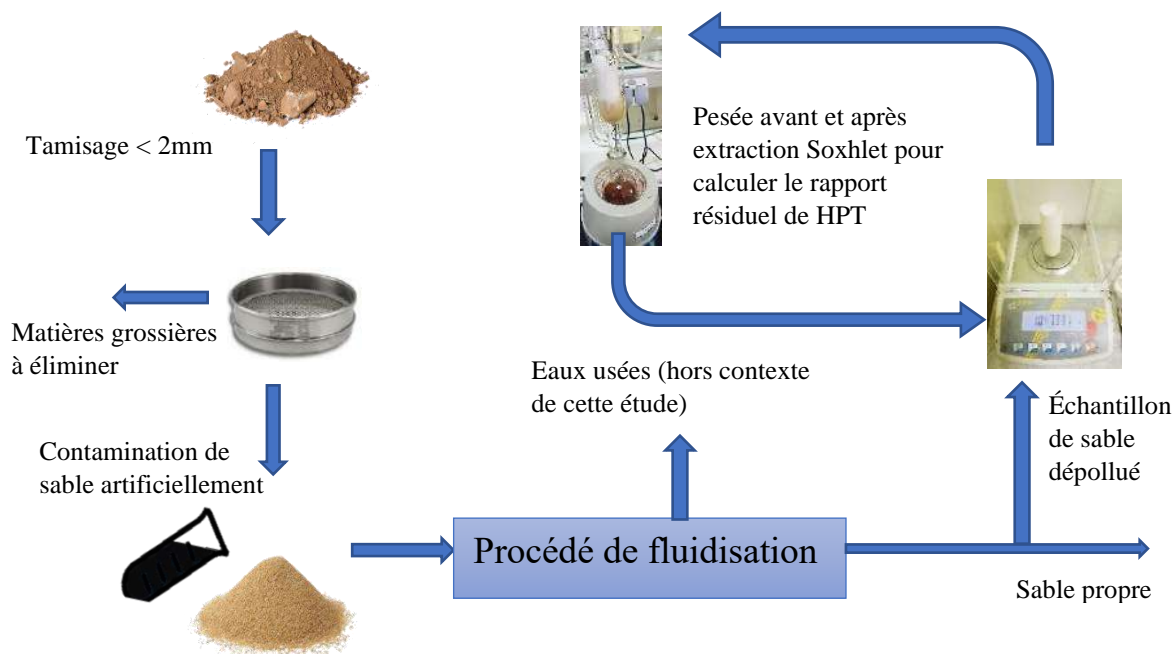 Tamisage < 2mm
Matières grossières
à éliminer
Contamination de
sable artificiellement
Procédé de fluidisation
Eaux usées (hors contexte
de cette étude)
Pesée avant et après
extraction Soxhlet pour
calculer le rapport
résiduel de HPT
Échantillon
de sable
dépollué
Sable propre